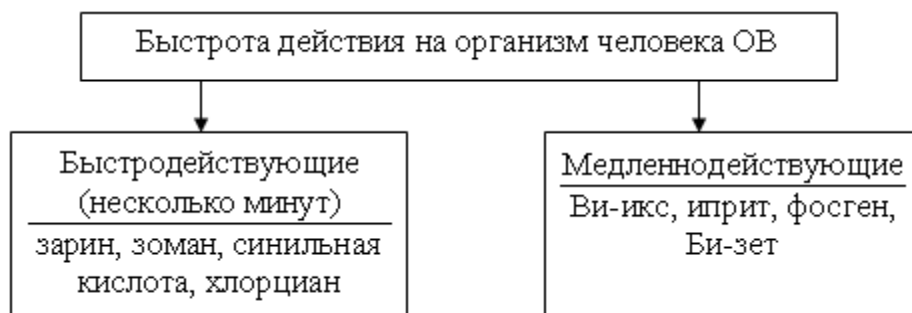 Быстрота действия на организм человека ОВ
Быстродействующие
(несколько минут)
зарин, зоман, синильная
кислота, хлорциан
Медленнодействующие
Ви-икс, иприт, фосген,
Би-зет